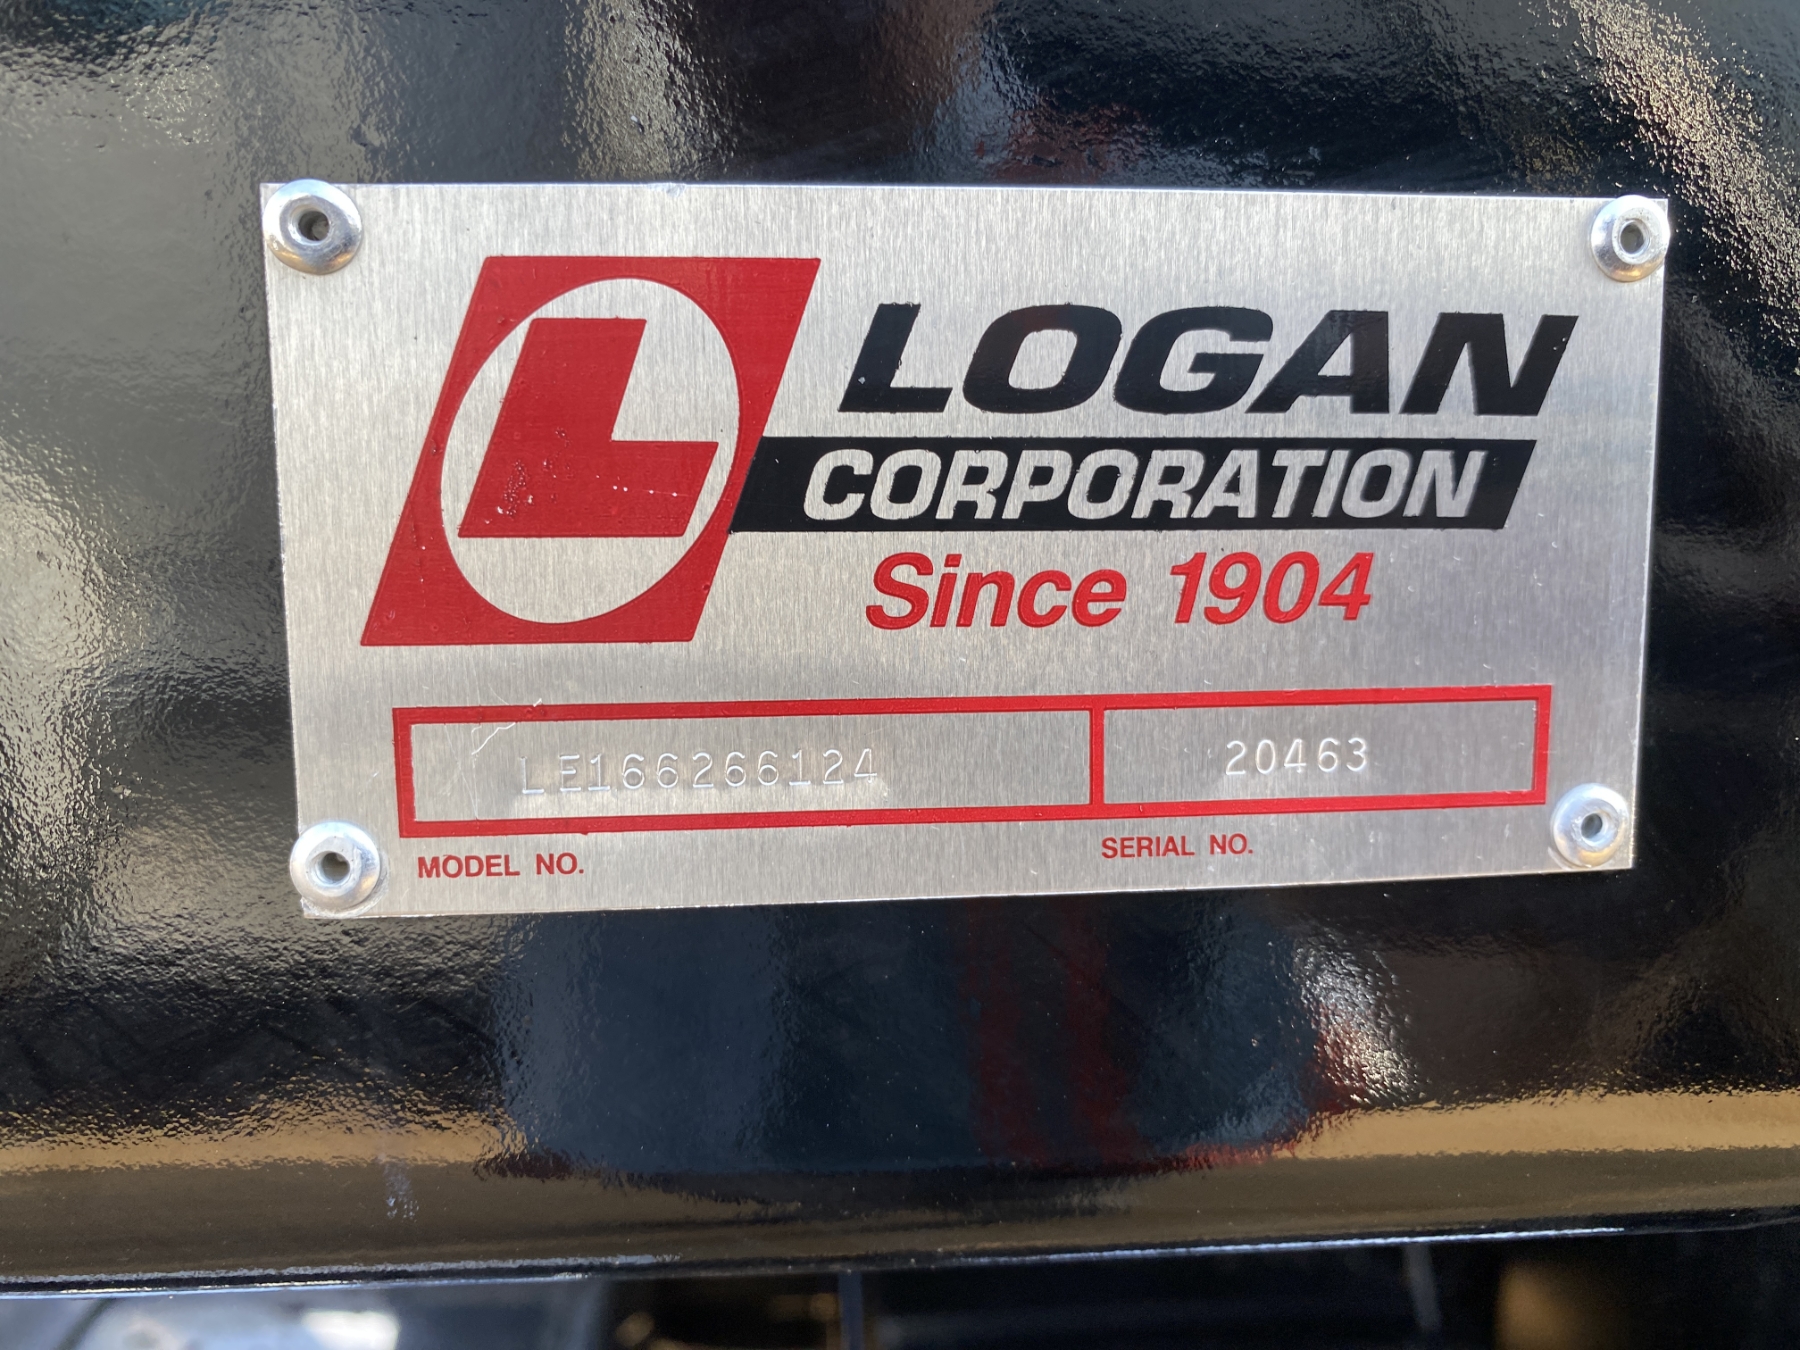 L
LOGAN
CORPORATION
Since 1904
LE166266124 20463
MODEL NO. SERIAL NO.